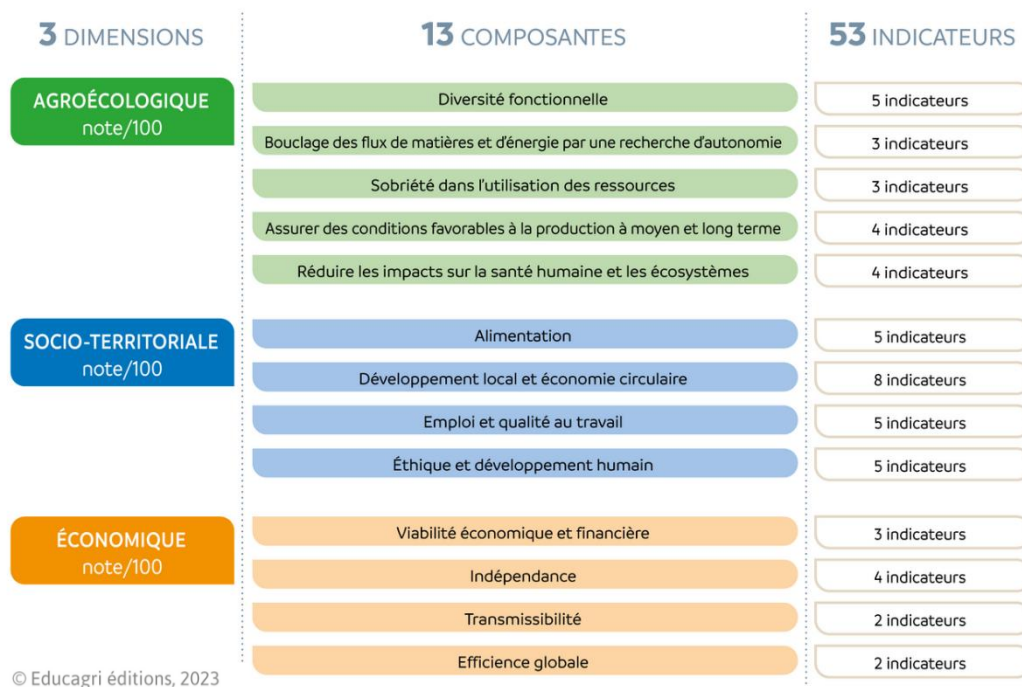 3 DIMENSIONS
13 COMPOSANTES
53 INDICATEURS
AGROÉCOLOGIQUE
note/100
Diversité fonctionnelle
5 indicateurs
Bouclage des flux de matières et d'énergie par une recherche d'autonomie
3 indicateurs
Sobriété dans l'utilisation des ressources
3 indicateurs
Assurer des conditions favorables à la production à moyen et long terme
4 indicateurs
Réduire les impacts sur la santé humaine et les écosystèmes
4 indicateurs
SOCIO-TERRITORIALE
note/100
Alimentation
5 indicateurs
Développement local et économie circulaire
8 indicateurs
Emploi et qualité au travail
5 indicateurs
Éthique et développement humain
5 indicateurs
ÉCONOMIQUE
note/100
Viabilité économique et financière
3 indicateurs
Indépendance
4 indicateurs
Transmissibilité
2 indicateurs
Efficience globale
2 indicateurs
© Educagri éditions, 2023